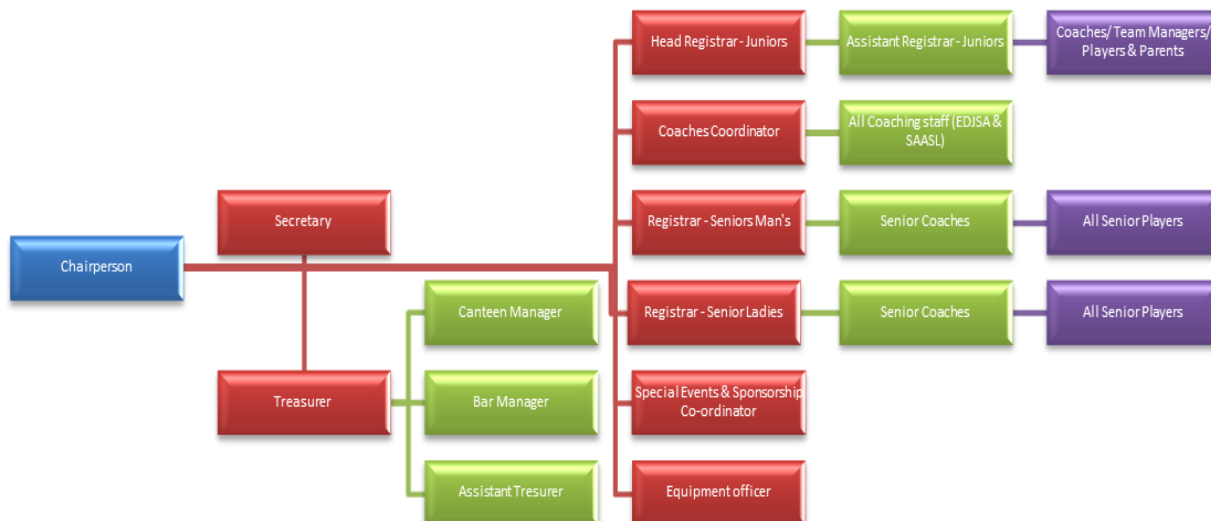 Head Registrar - Juniors
Assistant Registrar - Juniors
Coaches/ Team Managers/
Players & Parents
Coaches Coordinator
All Coaching staff (EDJSA &
SAASL)
Secretary
Registrar - Seniors Man's
Senior Coaches
All Senior Players
Chairperson
Canteen Manager
Registrar - Senior Ladies
Senior Coaches
All Senior Players
Treasurer
Bar Manager
Special Events & Sponsorship
Co-ordinator
Assistant Tresurer
Equipment officer